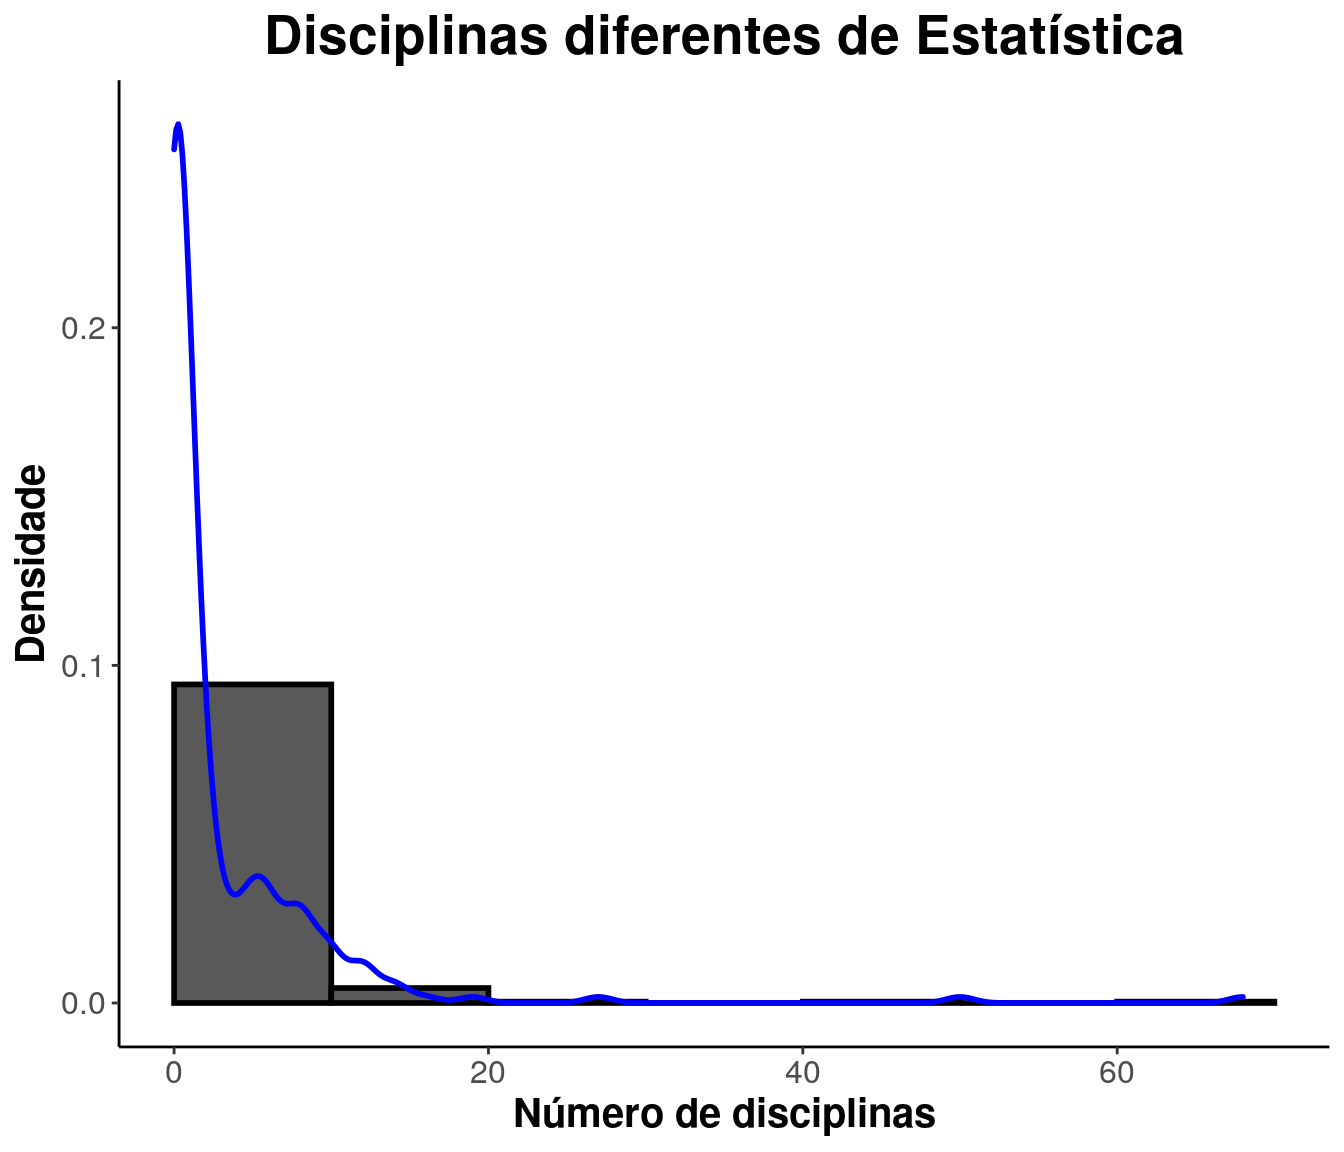 Disciplinas diferentes de Estatística
Densidade
0.2
0.1
0.0
0 20 40 60
Número de disciplinas